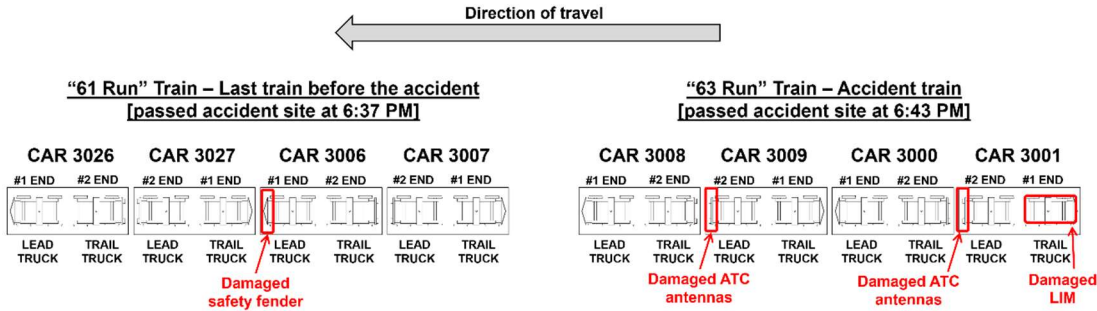 Direction of travel
“61 Run” Train – Last train before the accident
[passed accident site at 6:37 PM]
“63 Run” Train – Accident train
[passed accident site at 6:43 PM]
CAR 3026 CAR 3027 CAR 3006 CAR 3007
#1 END #2 END #2 END #1 END #1 END #2 END #2 END #1 END
LEAD TRAIL LEAD TRAIL LEAD TRAIL LEAD TRAIL
TRUCK TRUCK TRUCK TRUCK TRUCK TRUCK TRUCK TRUCK
Damaged
safety fender
CAR 3008 CAR 3009 CAR 3000 CAR 3001
#1 END #2 END #2 END #1 END #1 END #2 END #2 END #1 END
LEAD TRAIL LEAD TRAIL LEAD TRAIL LEAD TRAIL
TRUCK TRUCK TRUCK TRUCK TRUCK TRUCK TRUCK TRUCK
Damaged ATC
antennas
Damaged ATC
antennas
Damaged
LIM